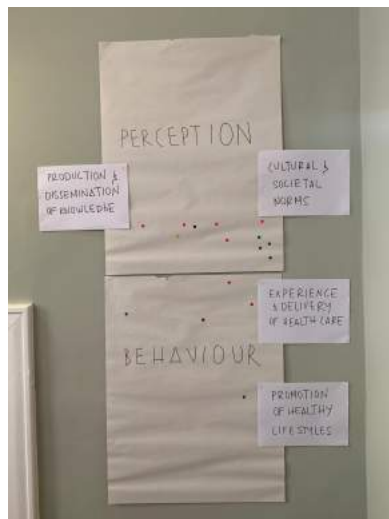 PERCEPTION
PRODUCTION &
DISSEMINATION
OF KNOWLEDGE
CULTURAL &
SOCIETAL
NORMS
EXPERIENCE
& DELIVERY
OF HEALTH CARE
BEHAVIOUR
PROMOTION
OF HEALTHY
LIFESTYLES